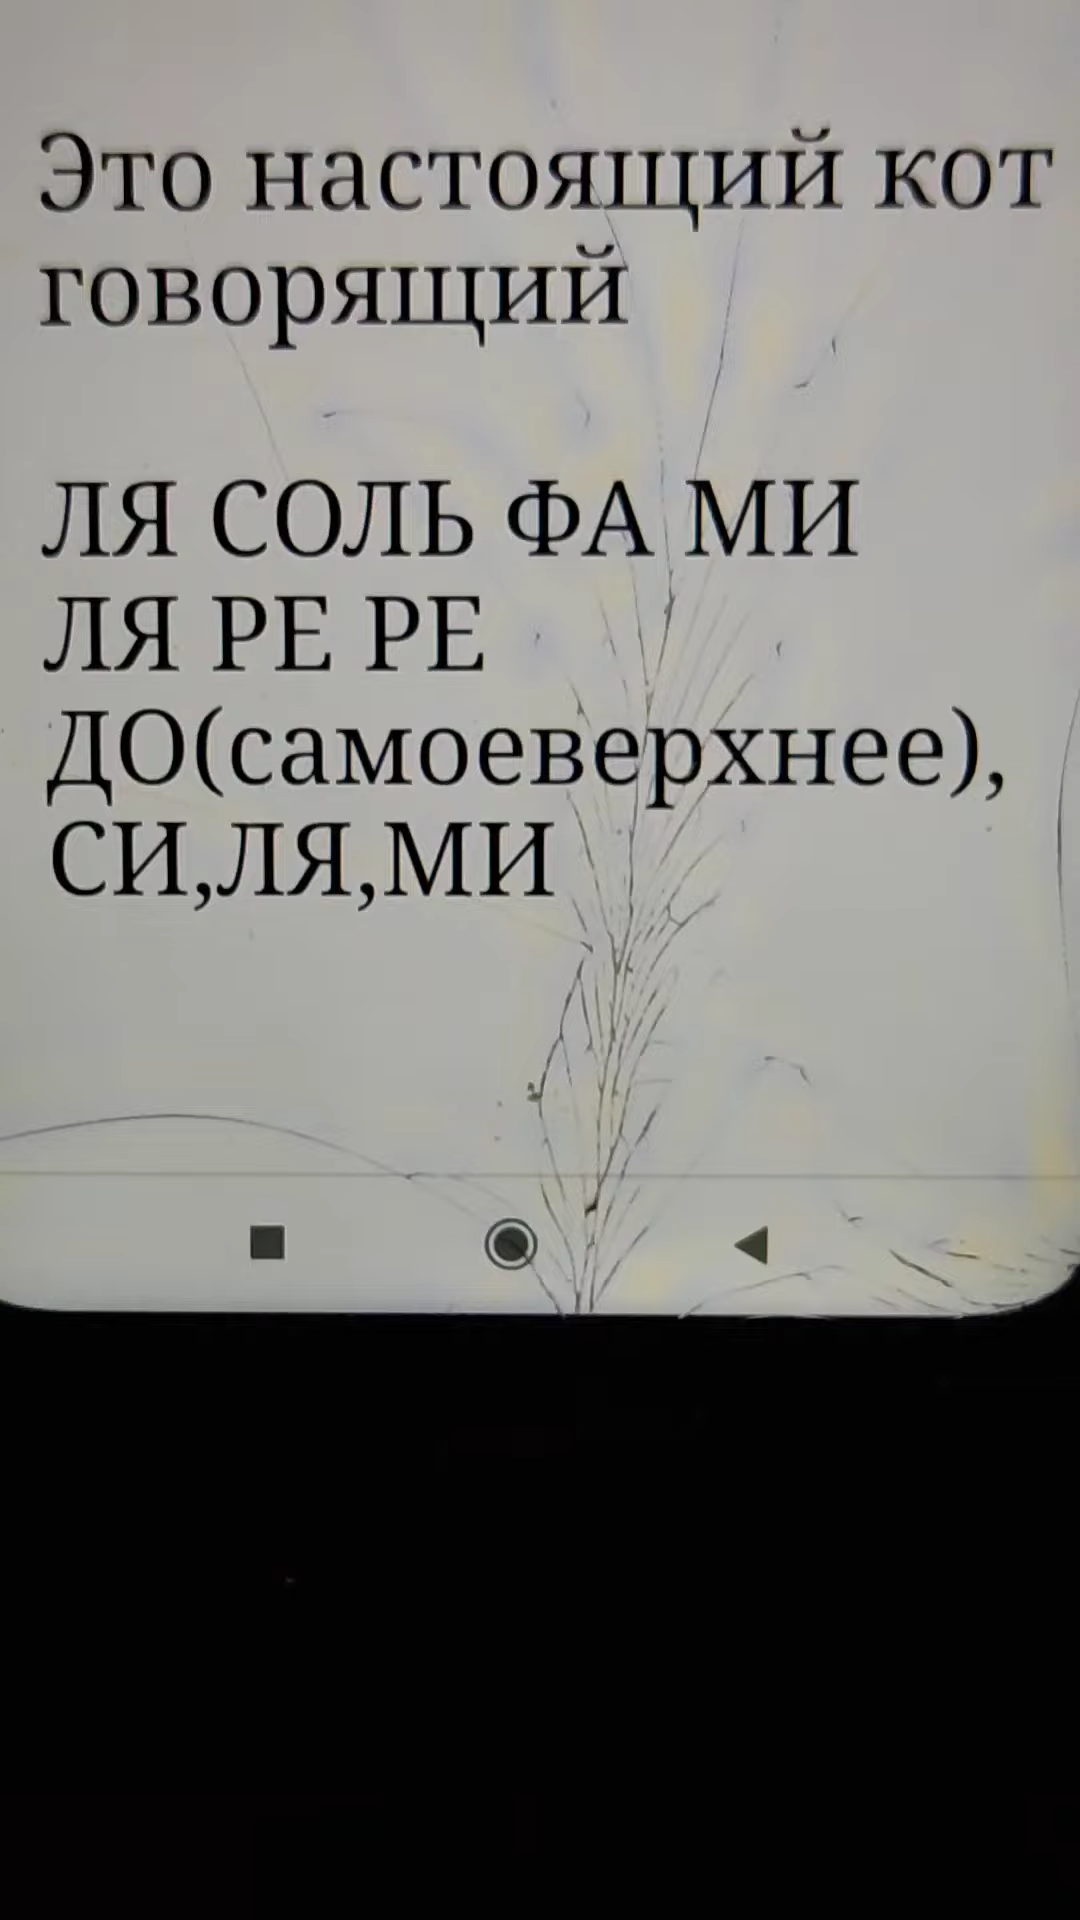 Это настоящий кот
говорящий
ЛЯ СОЛЬ ФА МИ
ЛЯ РЕ РЕ
ДО(самоеверхнее),
СИ,ЛЯ,МИ